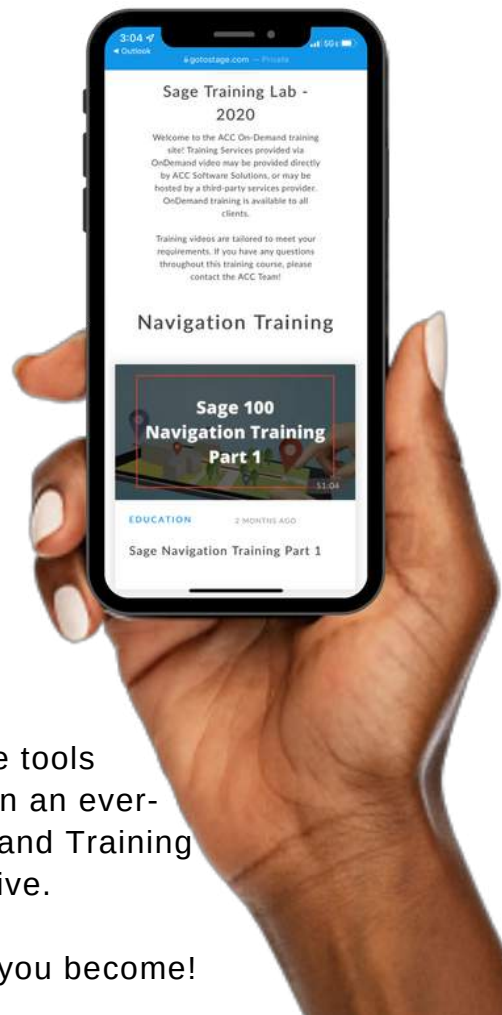 3:04
Outlook
5G
gotostage.com — Private
Sage Training Lab -
2020
Welcome to the ACC On-Demand training
site! Training Services provided via
OnDemand video may be provided directly
by ACC Software Solutions, or may be
hosted by a third-party services provider.
OnDemand training is available to all
clients.
Training videos are tailored to meet your
requirements. If you have any questions
throughout this training course, please
contact the ACC Team!
Navigation Training
Sage 100
Navigation Training
Part 1
51:04
EDUCATION 2 MONTHS AGO
Sage Navigation Training Part 1
e tools
n an ever-
and Training
ive.
you become!